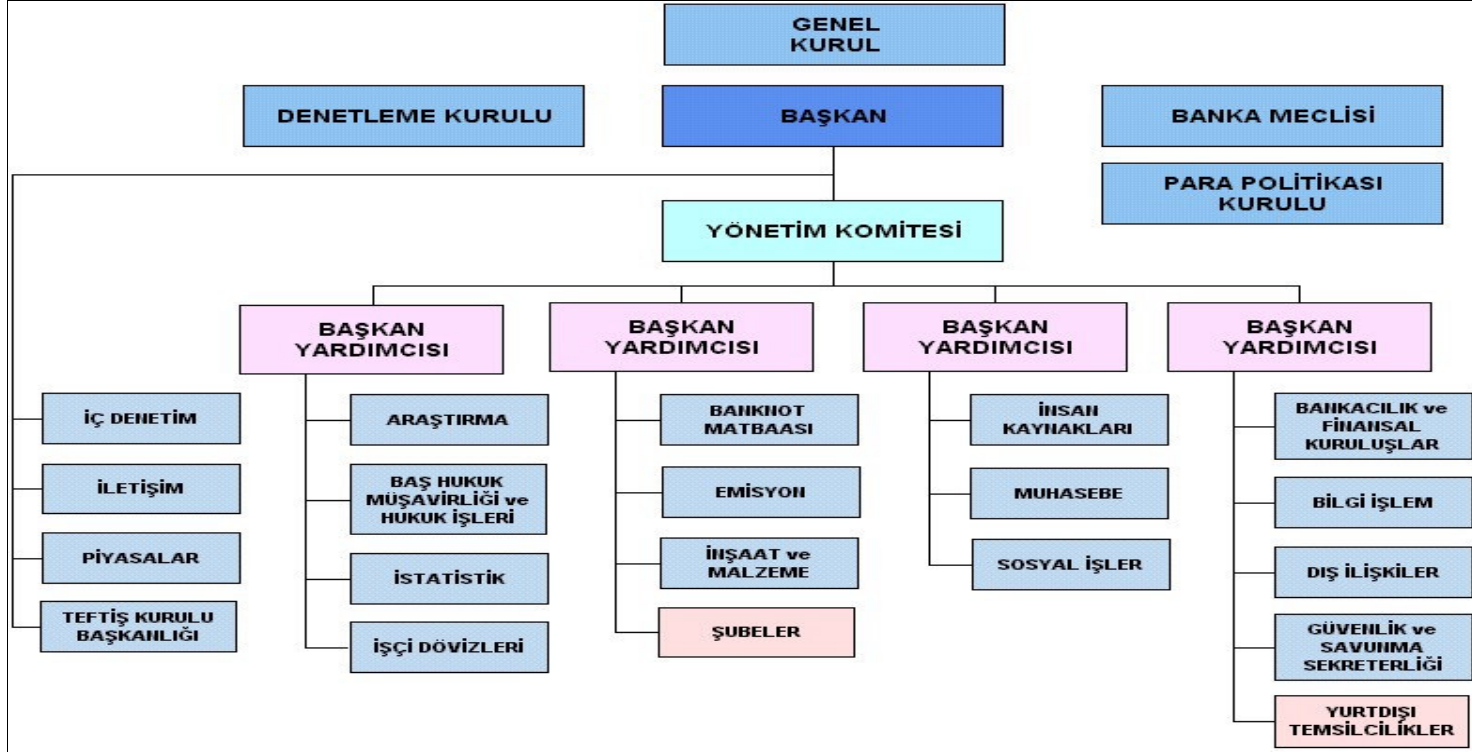 GENEL
KURUL
DENETLEME KURULU
BAŞKAN
BANKA MECLİSİ
PARA POLİTİKASI
KURULU
YÖNETİM KOMİTESİ
BAŞKAN
YARDIMCISI
BAŞKAN
YARDIMCISI
BAŞKAN
YARDIMCISI
BAŞKAN
YARDIMCISI
İÇ DENETİM
İLETİŞİM
PİYASALAR
TEFTİŞ KURULU
BAŞKANLIĞI
ARAŞTIRMA
BAŞ HUKUK
MÜŞAVİRLİĞİ ve
HUKUK İŞLERİ
İSTATİSTİK
İŞÇİ DÖVİZLERİ
BANKNOT
MATBAASI
EMİSYON
İNŞAAT ve
MALZEME
ŞUBELER
İNSAN
KAYNAKLARI
MUHASEBE
SOSYAL İŞLER
BANKACILIK ve
FİNANSAL
KURULUŞLAR
BİLGİ İŞLEM
DIŞ İLİŞKİLER
GÜVENLİK ve
SAVUNMA
SEKRETERLİĞİ
YURTDIŞI
TEMSİLCİLİKLER